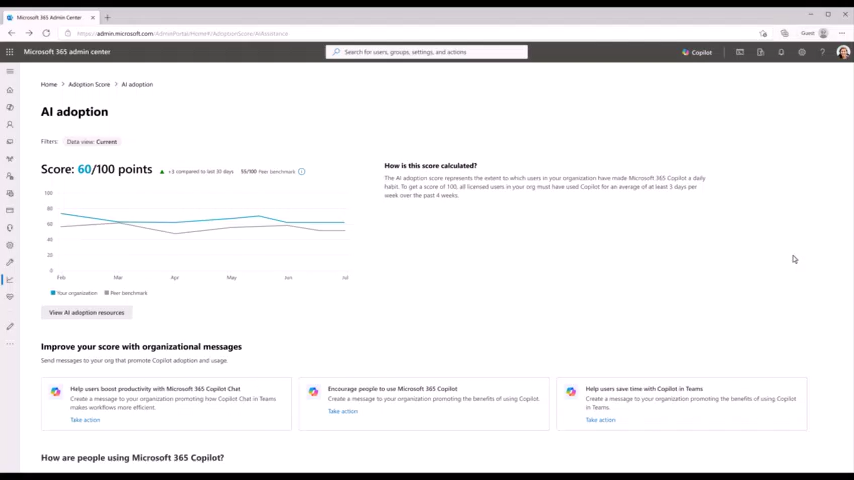 Microsoft 365 Admin Center
https://admin.microsoft.com/AdminPortal/Home#/AdoptionScore/AIAssistance
Guest
Microsoft 365 admin center
Search for users, groups, settings, and actions
Copilot
Home > Adoption Score > AI adoption
AI adoption
Filters: Data view: Current
Score: 60/100 points
+3 compared to last 30 days
55/100 Peer benchmark
How is this score calculated?
The AI adoption score represents the extent to which users in your organization have made Microsoft 365 Copilot a daily
habit. To get a score of 100, all licensed users in your org must have used Copilot for an average of at least 3 days per
week over the past 4 weeks.
100
80
60
40
20
0
Feb Mar Apr May Jun Jul
Your organization Peer benchmark
View AI adoption resources
Improve your score with organizational messages
Send messages to your org that promote Copilot adoption and usage.
Help users boost productivity with Microsoft 365 Copilot Chat
Create a message to your organization promoting how Copilot Chat in Teams
makes workflows more efficient.
Take action
Encourage people to use Microsoft 365 Copilot
Create a message to your organization promoting the benefits of using Copilot.
Take action
Help users save time with Copilot in Teams
Create a message to your organization promoting the benefits of using Copilot
in Teams.
Take action
How are people using Microsoft 365 Copilot?